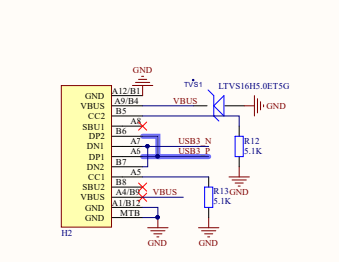 GND
TVS1 LTVS16H5.0ET5G
GND A12/B1
VBUS A9/B4 VBUS GND
CC2 B5
SBU1 A8
DP2 B6
DN1 A7 USB3_N R12
DP1 A6 USB3_P 5.1K
DN2 B7
CC1 A5 GND
SBU2 B8
VBUS A4/B9 VBUS R13
GND A1/B12 5.1K
GND MTB
H2
GND GND